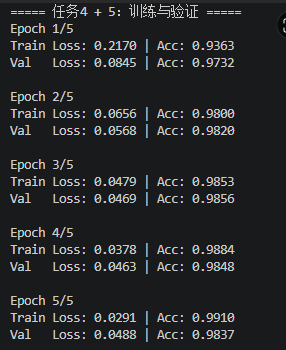 ===== 任务4 + 5: 训练与验证 =====
Epoch 1/5
Train Loss: 0.2170 | Acc: 0.9363
Val   Loss: 0.0845 | Acc: 0.9732
Epoch 2/5
Train Loss: 0.0656 | Acc: 0.9800
Val   Loss: 0.0568 | Acc: 0.9820
Epoch 3/5
Train Loss: 0.0479 | Acc: 0.9853
Val   Loss: 0.0469 | Acc: 0.9856
Epoch 4/5
Train Loss: 0.0378 | Acc: 0.9884
Val   Loss: 0.0463 | Acc: 0.9848
Epoch 5/5
Train Loss: 0.0291 | Acc: 0.9910
Val   Loss: 0.0488 | Acc: 0.9837